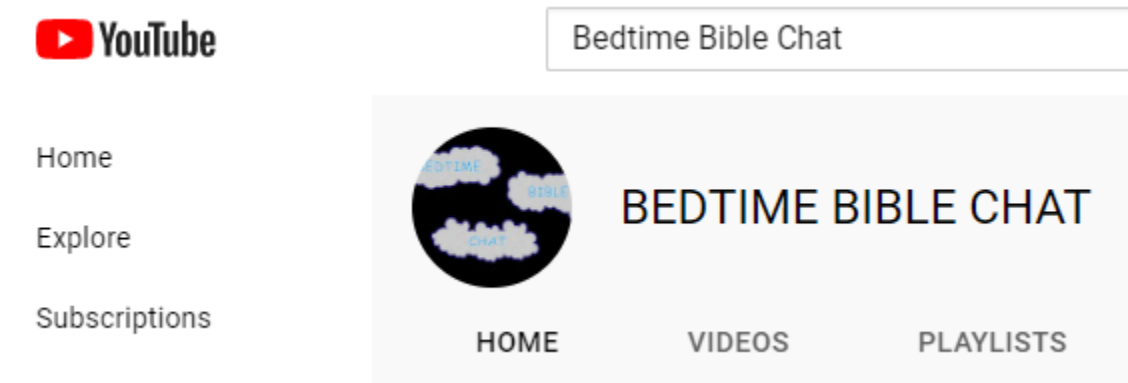 YouTube
Bedtime Bible Chat
Home
Explore
Subscriptions
BEDTIME
BIBLE
CHAT
BEDTIME BIBLE CHAT
HOME VIDEOS PLAYLISTS